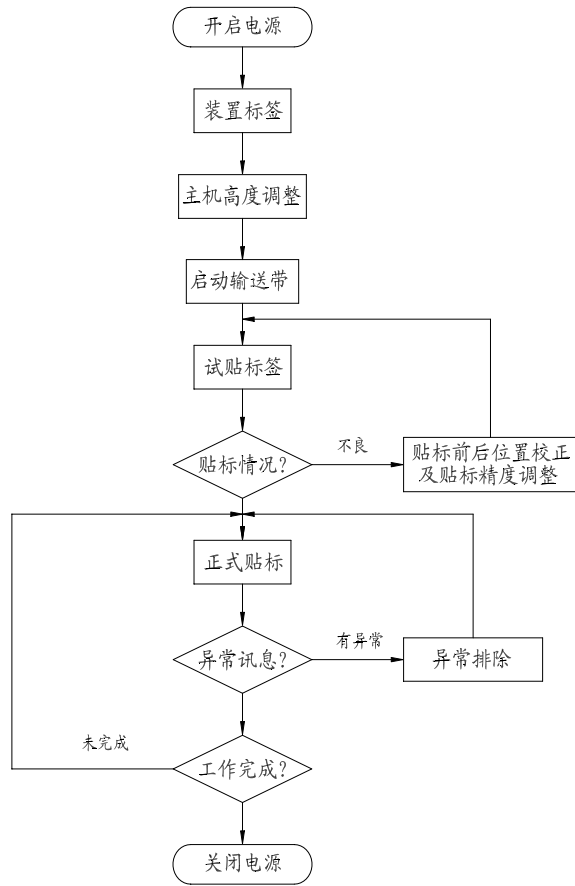 开启电源
装置标签
主机高度调整
启动输送带
试贴标签
贴标情况?
不良
贴标前后位置校正
及贴标精度调整
正式贴标
异常讯息?
有异常
异常排除
未完成
工作完成?
关闭电源